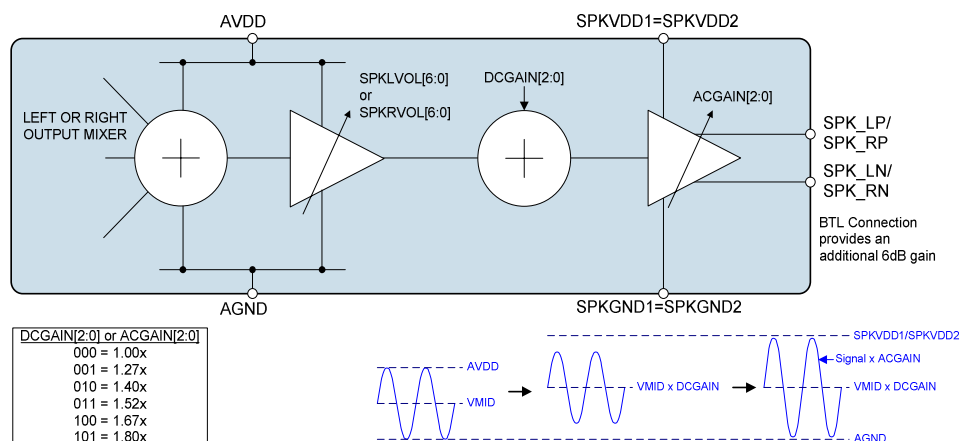 AVDD
SPKVDD1=SPKVDD2
SPKLVOL[6:0]
or
SPKRVOL[6:0]
DCGAIN[2:0]
ACGAIN[2:0]
LEFT OR RIGHT
OUTPUT MIXER
SPK_LP/
SPK_RP
SPK_LN/
SPK_RN
BTL Connection
provides an
additional 6dB gain
AGND
SPKGND1=SPKGND2
DCGAIN[2:0] or ACGAIN[2:0]
000 = 1.00x
001 = 1.27x
010 = 1.40x
011 = 1.52x
100 = 1.67x
101 = 1.80x
AVDD
VMID
VMID x DCGAIN
SPKVDD1/SPKVDD2
Signal x ACGAIN
VMID x DCGAIN
AGND